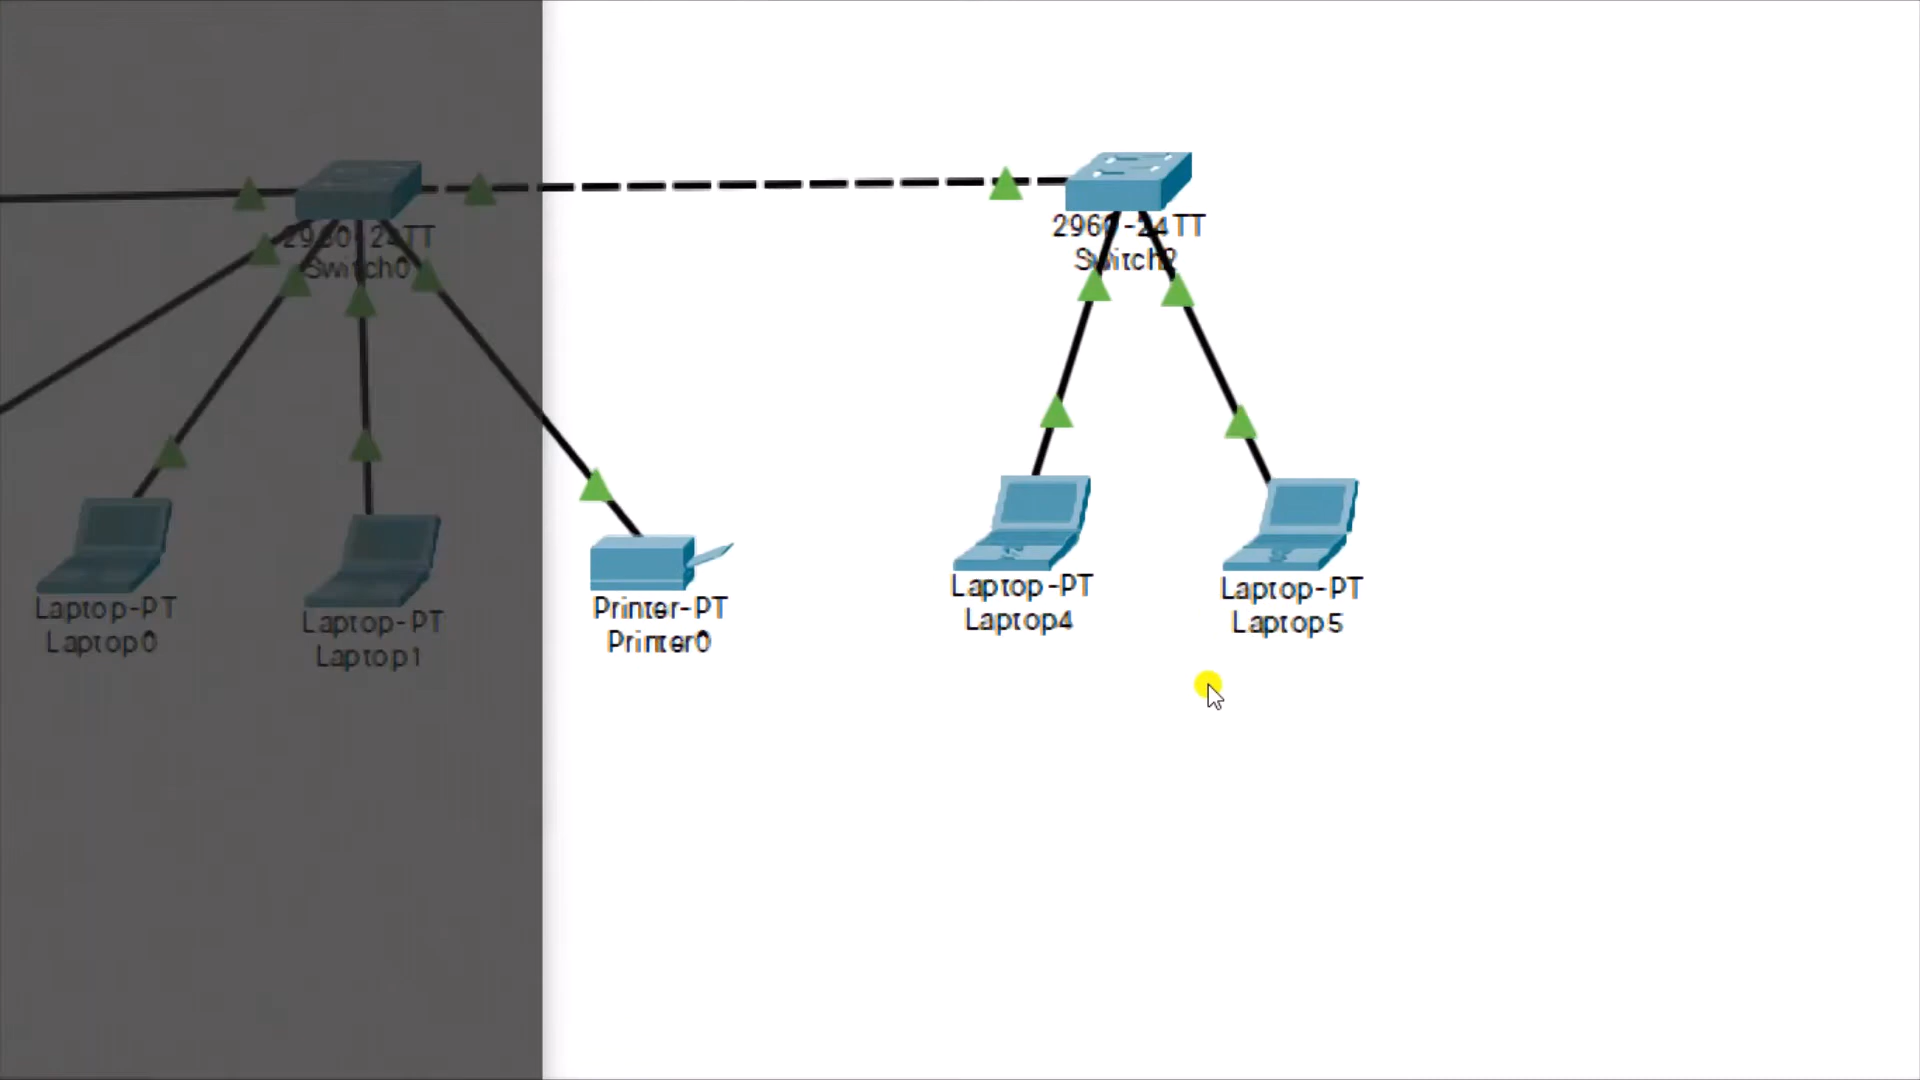 2960-24TT
Switch0
2960-24TT
Switch2
Laptop-PT
Laptop0
Laptop-PT
Laptop1
Printer-PT
Printer0
Laptop-PT
Laptop4
Laptop-PT
Laptop5